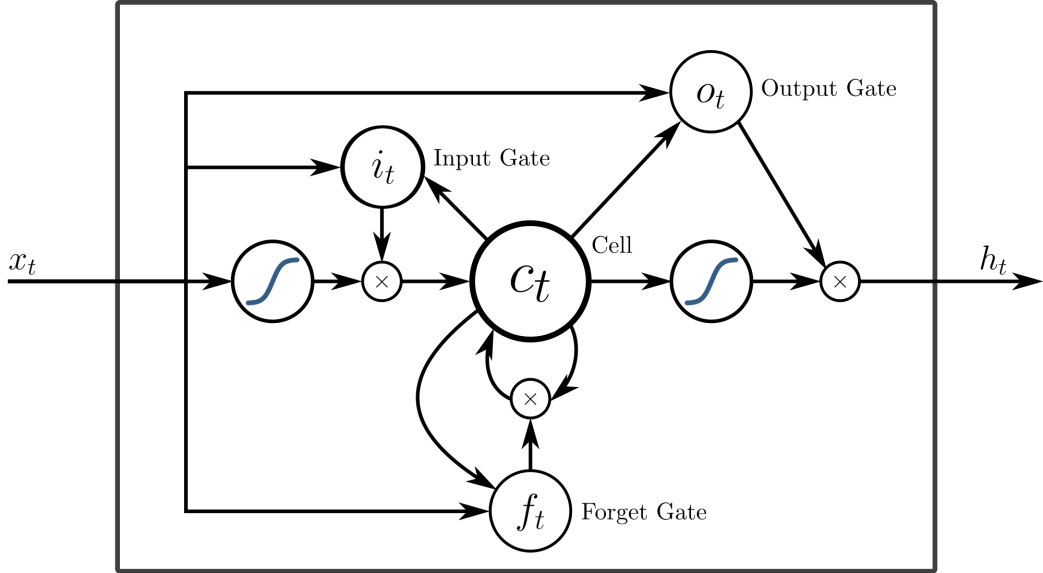 o_t
Output Gate
i_t
Input Gate
Cell
x_t
×
c_t
×
h_t
×
f_t
Forget Gate